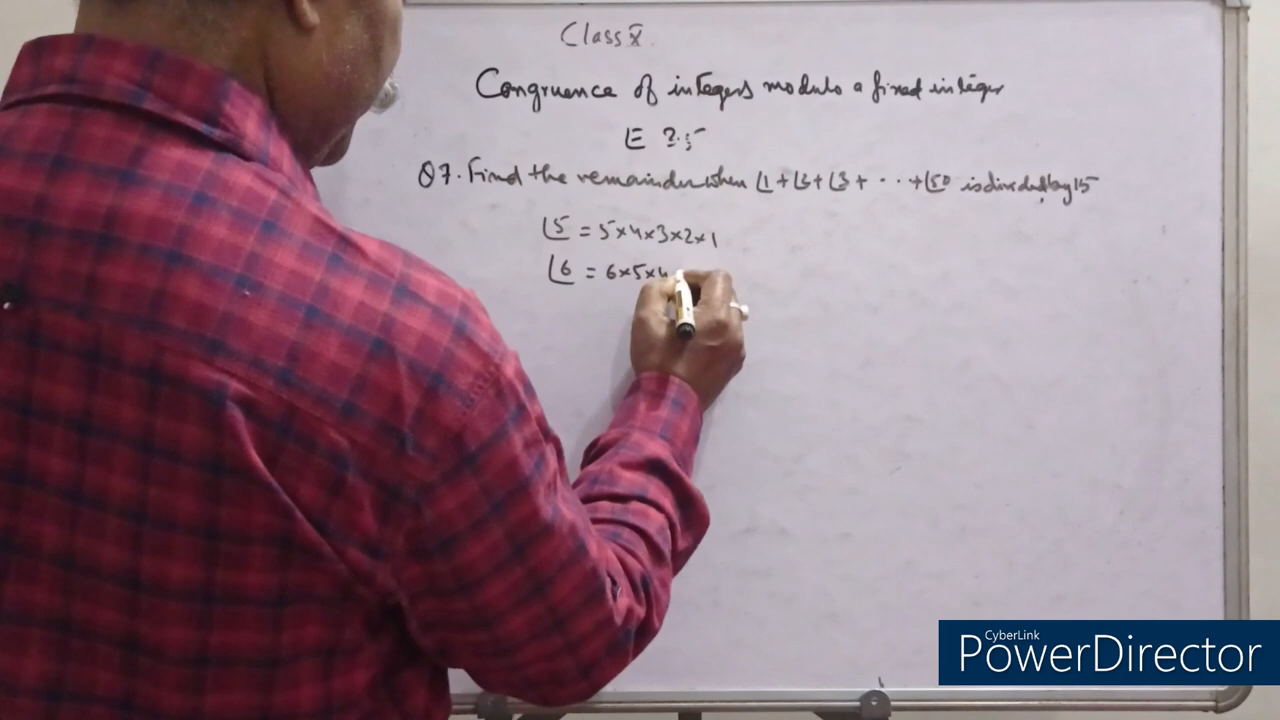 Class X
Congruence of integers modulo a fixed integer
E 2.5
Q7. Find the remainder when ∟1 + ∟2 + ∟3 + ... + ∟50 is divided by 15
∟5 = 5×4×3×2×1
∟6 = 6×5×4
CyberLink
PowerDirector